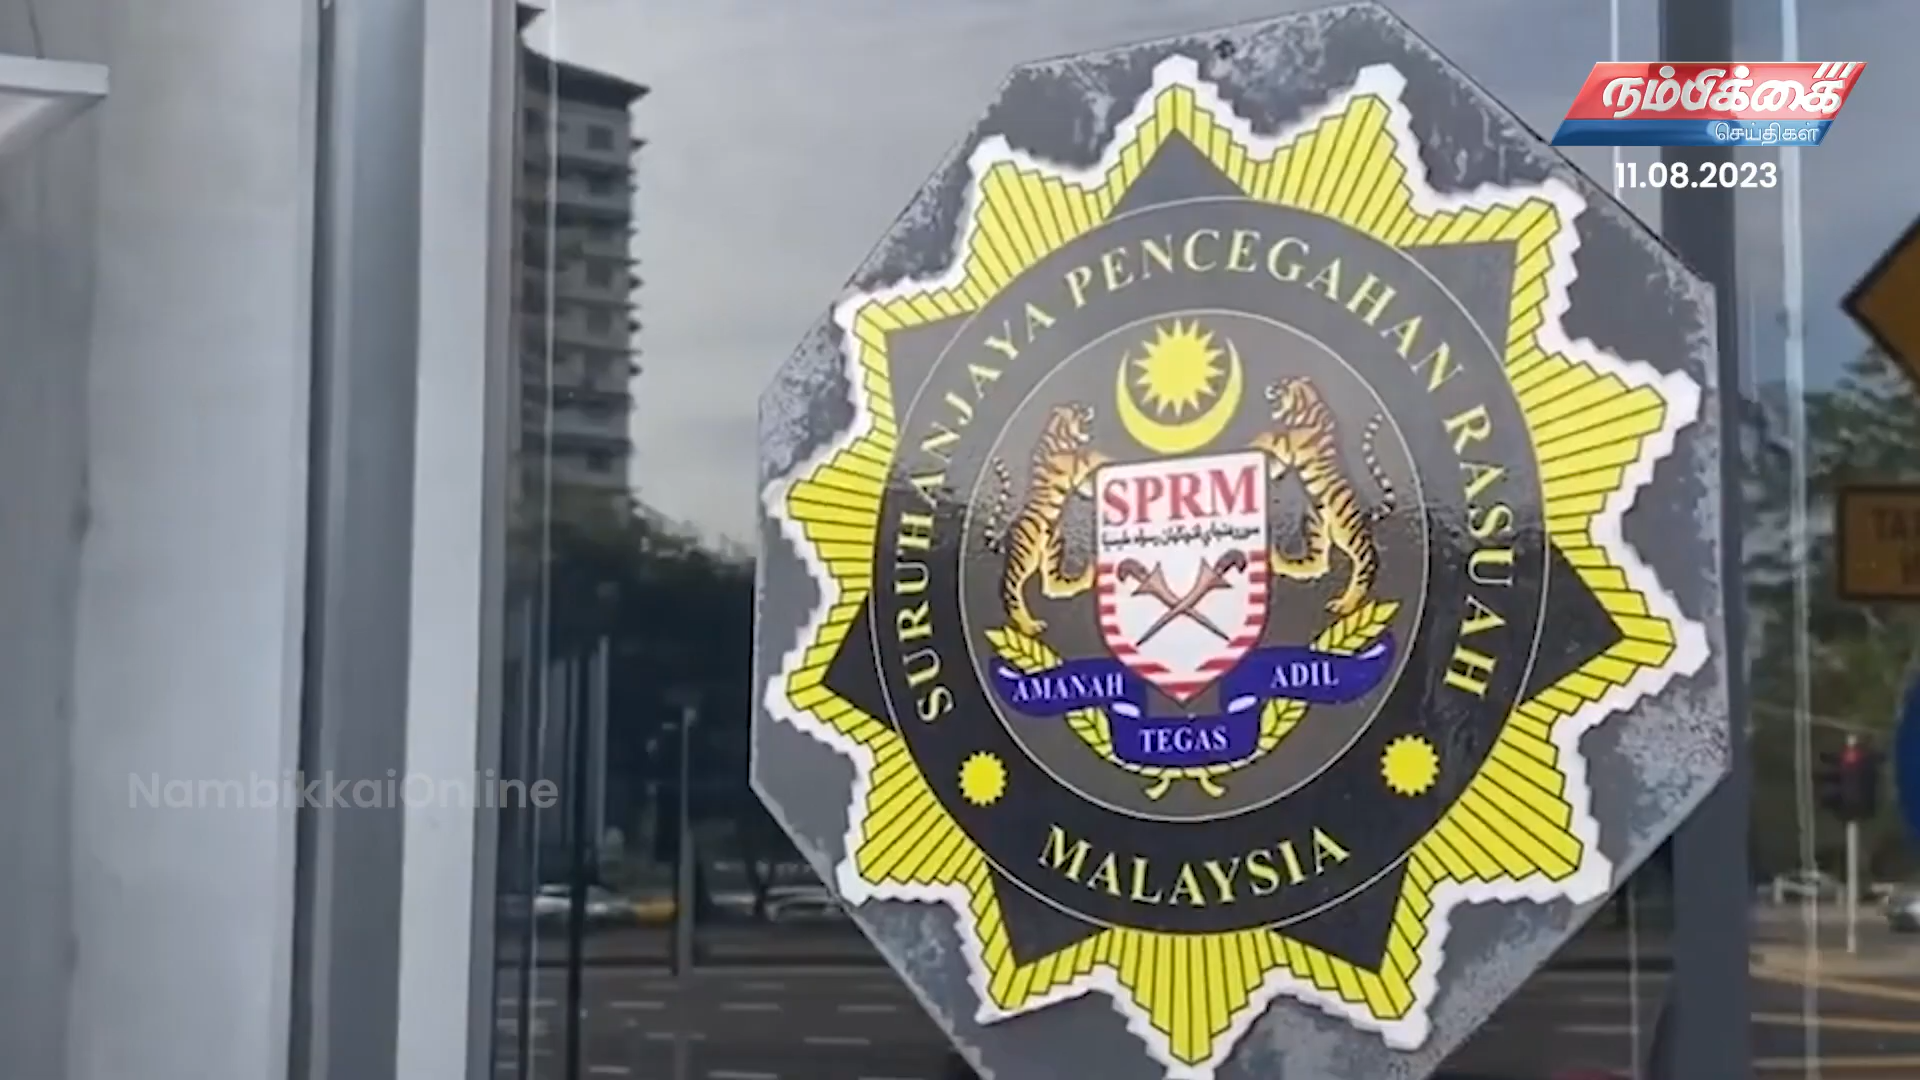 நம்பிக்கை
செய்திகள்
11.08.2023
SURUHANJAYA PENCEGAHAN RASUAH
SPRM
AMANAH
TEGAS
ADIL
MALAYSIA
NambikkaiOnline